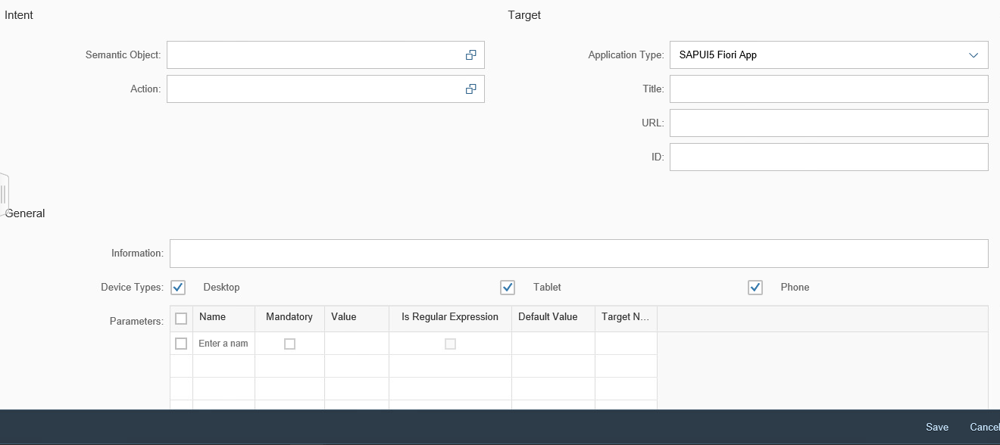 Intent
Target
Semantic Object:
Application Type: SAPUI5 Fiori App
Action:
Title:
URL:
ID:
General
Information:
Device Types: Desktop Tablet Phone
Parameters: Name Mandatory Value Is Regular Expression Default Value Target N...
Enter a nam
Save Cancel